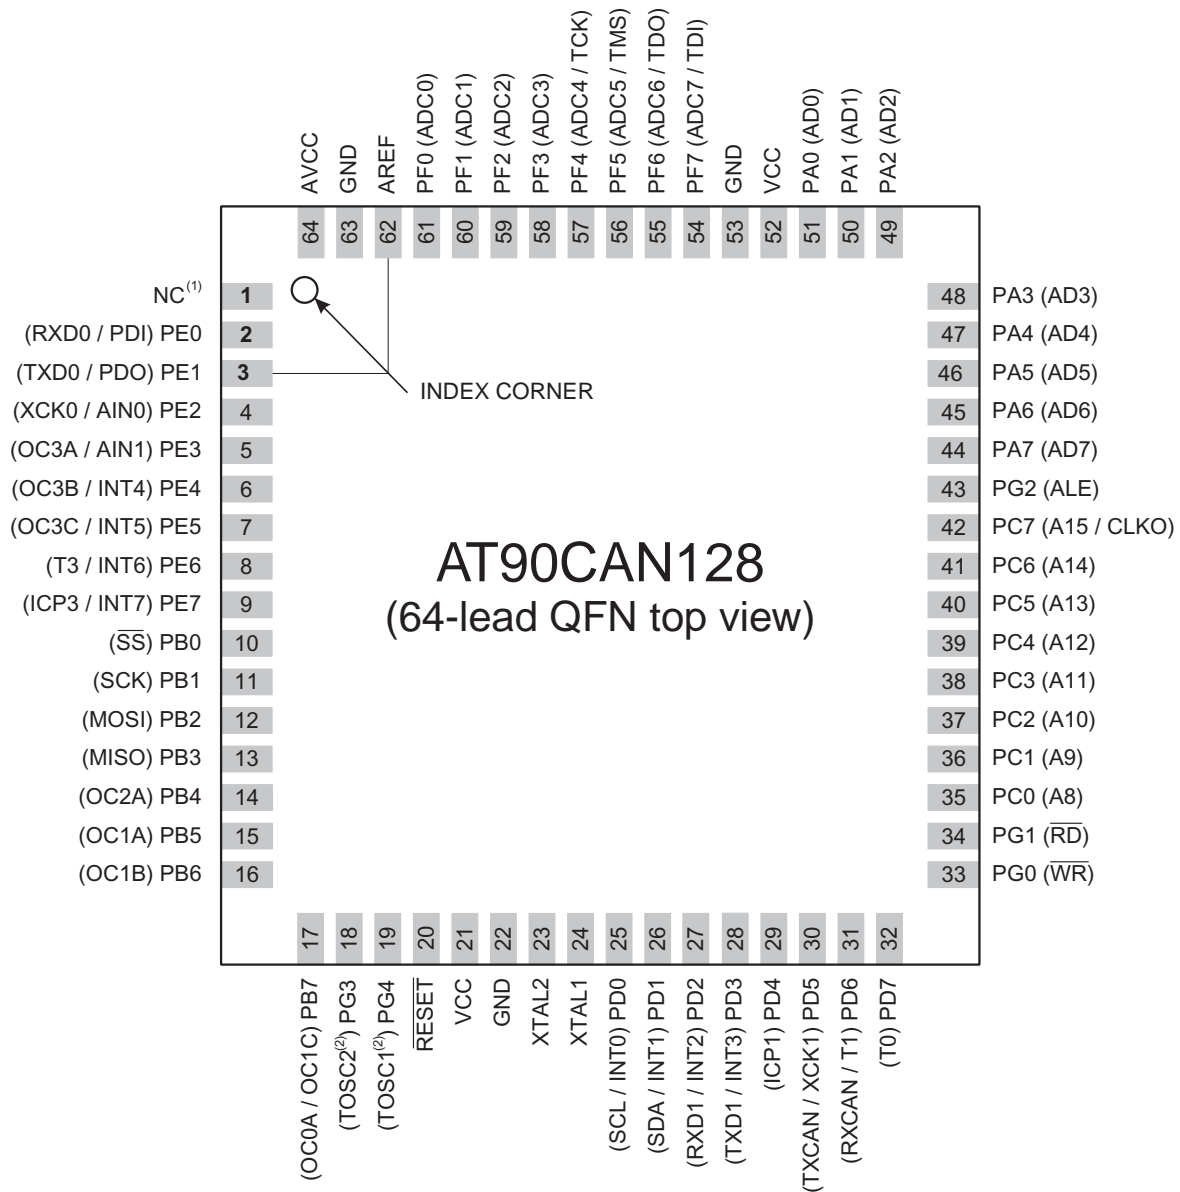 AVCC
GND
AREF
PF0 (ADC0)
PF1 (ADC1)
PF2 (ADC2)
PF3 (ADC3)
PF4 (ADC4 / TCK)
PF5 (ADC5 / TMS)
PF6 (ADC6 / TDO)
PF7 (ADC7 / TDI)
GND
VCC
PA0 (AD0)
PA1 (AD1)
PA2 (AD2)
64
63
62
61
60
59
58
57
56
55
54
53
52
51
50
49
NC(1) 1
(RXD0 / PDI) PE0 2
(TXD0 / PDO) PE1 3
(XCK0 / AIN0) PE2 4
(OC3A / AIN1) PE3 5
(OC3B / INT4) PE4 6
(OC3C / INT5) PE5 7
(T3 / INT6) PE6 8
(ICP3 / INT7) PE7 9
(SS) PB0 10
(SCK) PB1 11
(MOSI) PB2 12
(MISO) PB3 13
(OC2A) PB4 14
(OC1A) PB5 15
(OC1B) PB6 16
INDEX CORNER
AT90CAN128
(64-lead QFN top view)
48 PA3 (AD3)
47 PA4 (AD4)
46 PA5 (AD5)
45 PA6 (AD6)
44 PA7 (AD7)
43 PG2 (ALE)
42 PC7 (A15 / CLKO)
41 PC6 (A14)
40 PC5 (A13)
39 PC4 (A12)
38 PC3 (A11)
37 PC2 (A10)
36 PC1 (A9)
35 PC0 (A8)
34 PG1 (RD)
33 PG0 (WR)
17
18
19
20
21
22
23
24
25
26
27
28
29
30
31
32
(OC0A / OC1C) PB7
(TOSC2(2)) PG3
(TOSC1(2)) PG4
RESET
VCC
GND
XTAL2
XTAL1
(SCL / INT0) PD0
(SDA / INT1) PD1
(RXD1 / INT2) PD2
(TXD1 / INT3) PD3
(ICP1) PD4
(TXCAN / XCK1) PD5
(RXCAN / T1) PD6
(T0) PD7